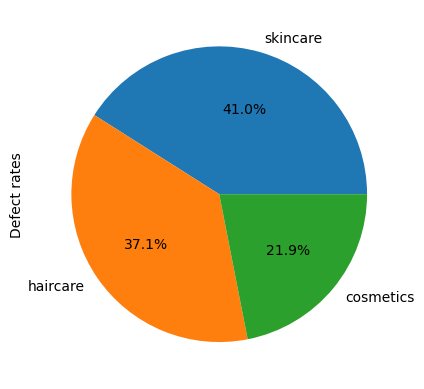 skincare
41.0%
Defect rates
37.1%
21.9%
haircare
cosmetics